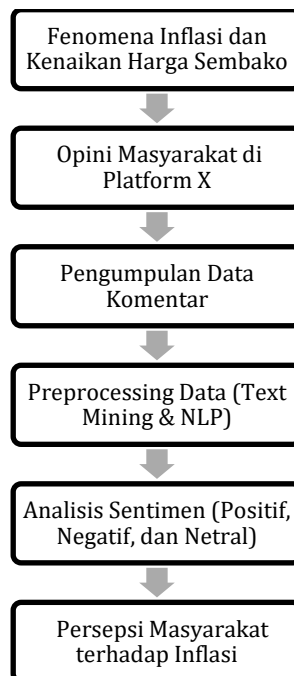 Fenomena Inflasi dan
Kenaikan Harga Sembako
Opini Masyarakat di
Platform X
Pengumpulan Data
Komentar
Preprocessing Data (Text
Mining & NLP)
Analisis Sentimen (Positif,
Negatif, dan Netral)
Persepsi Masyarakat
terhadap Inflasi